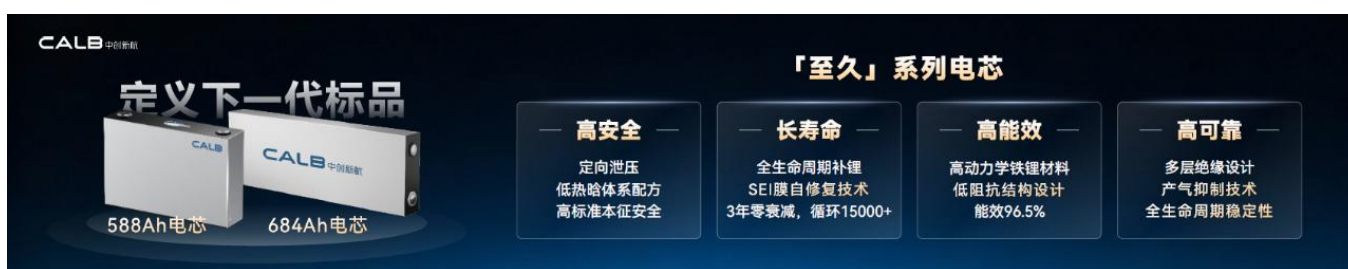 CALB 中创新航
定义下一代标品
CALB
CALB 中创新航
588Ah电芯
684Ah电芯
「至久」系列电芯
高安全
定向泄压
低热晗体系配方
高标准本征安全
长寿命
全生命周期补锂
SEI膜自修复技术
3年零衰减，循环15000+
高能效
高动力学铁锂材料
低阻抗结构设计
能效96.5%
高可靠
多层绝缘设计
产气抑制技术
全生命周期稳定性